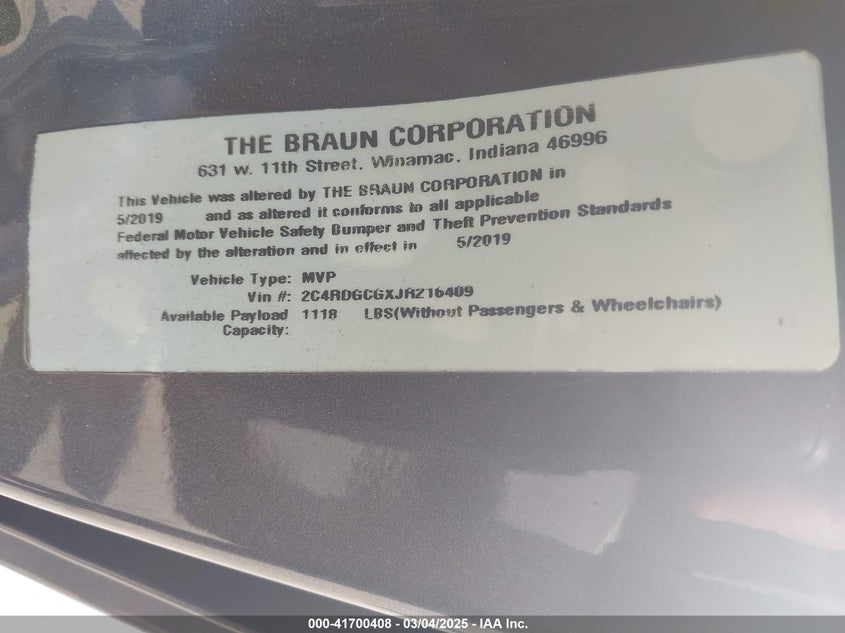 THE BRAUN CORPORATION
631 W. 11th Street. Winamac. Indiana 46996
This Vehicle was altered by THE BRAUN CORPORATION in
5/2019 and as altered it conforms to all applicable
Federal Motor Vehicle Safety Bumper and Theft Prevention Standards
affected by the alteration and in effect in 5/2019
Vehicle Type: MVP
Vin #: 2C4RDGCGXJR216409
Available Payload 1118 LBS(Without Passengers & Wheelchairs)
Capacity:
000-41700408 - 03/04/2025 - IAA Inc.